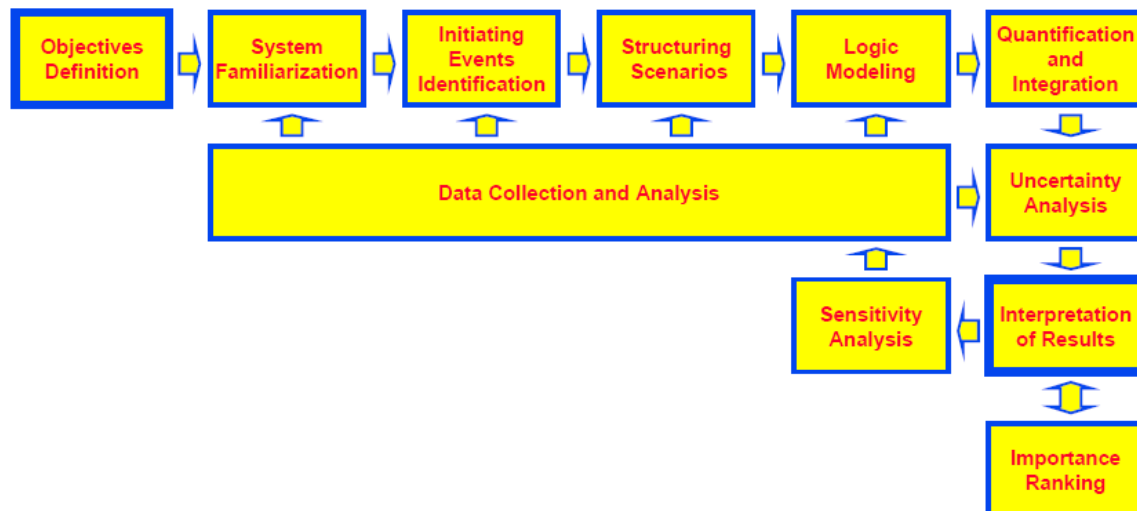 Objectives
Definition
System
Familiarization
Initiating
Events
Identification
Structuring
Scenarios
Logic
Modeling
Quantification
and
Integration
Data Collection and Analysis
Uncertainty
Analysis
Sensitivity
Analysis
Interpretation
of Results
Importance
Ranking